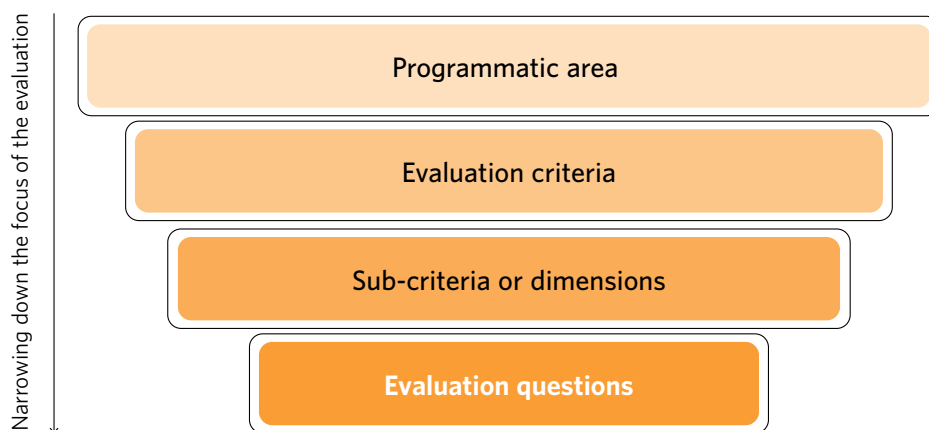 Narrowing down the focus of the evaluation
Programmatic area
Evaluation criteria
Sub-criteria or dimensions
Evaluation questions